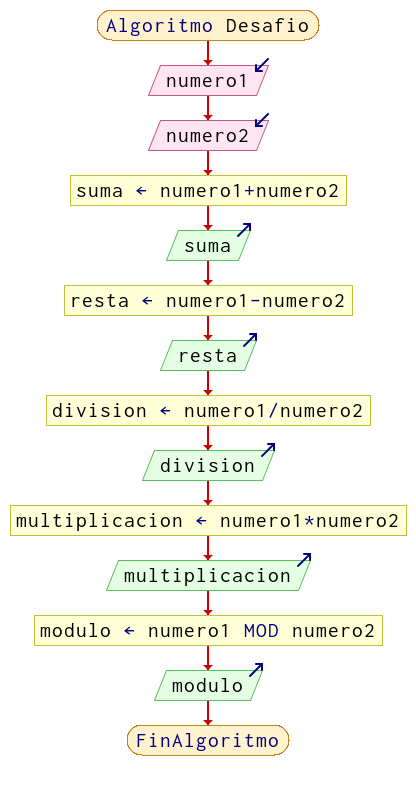 Algoritmo Desafio
numero1
numero2
suma ← numero1+numero2
suma
resta ← numero1-numero2
resta
division ← numero1/numero2
division
multiplicacion ← numero1*numero2
multiplicacion
modulo ← numero1 MOD numero2
modulo
FinAlgoritmo